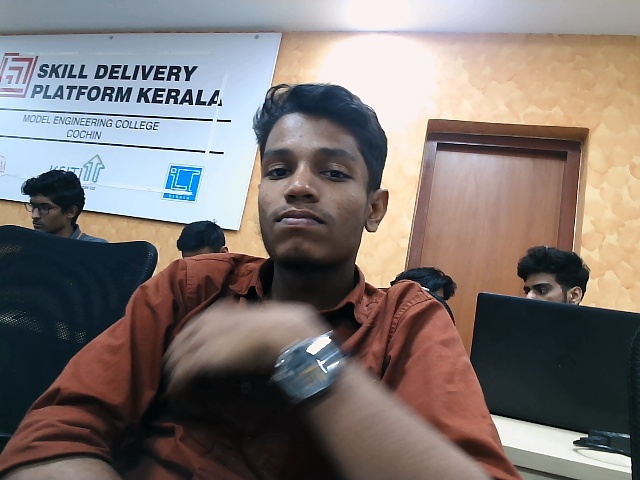 SKILL DELIVERY
PLATFORM KERALA
MODEL ENGINEERING COLLEGE
COCHIN